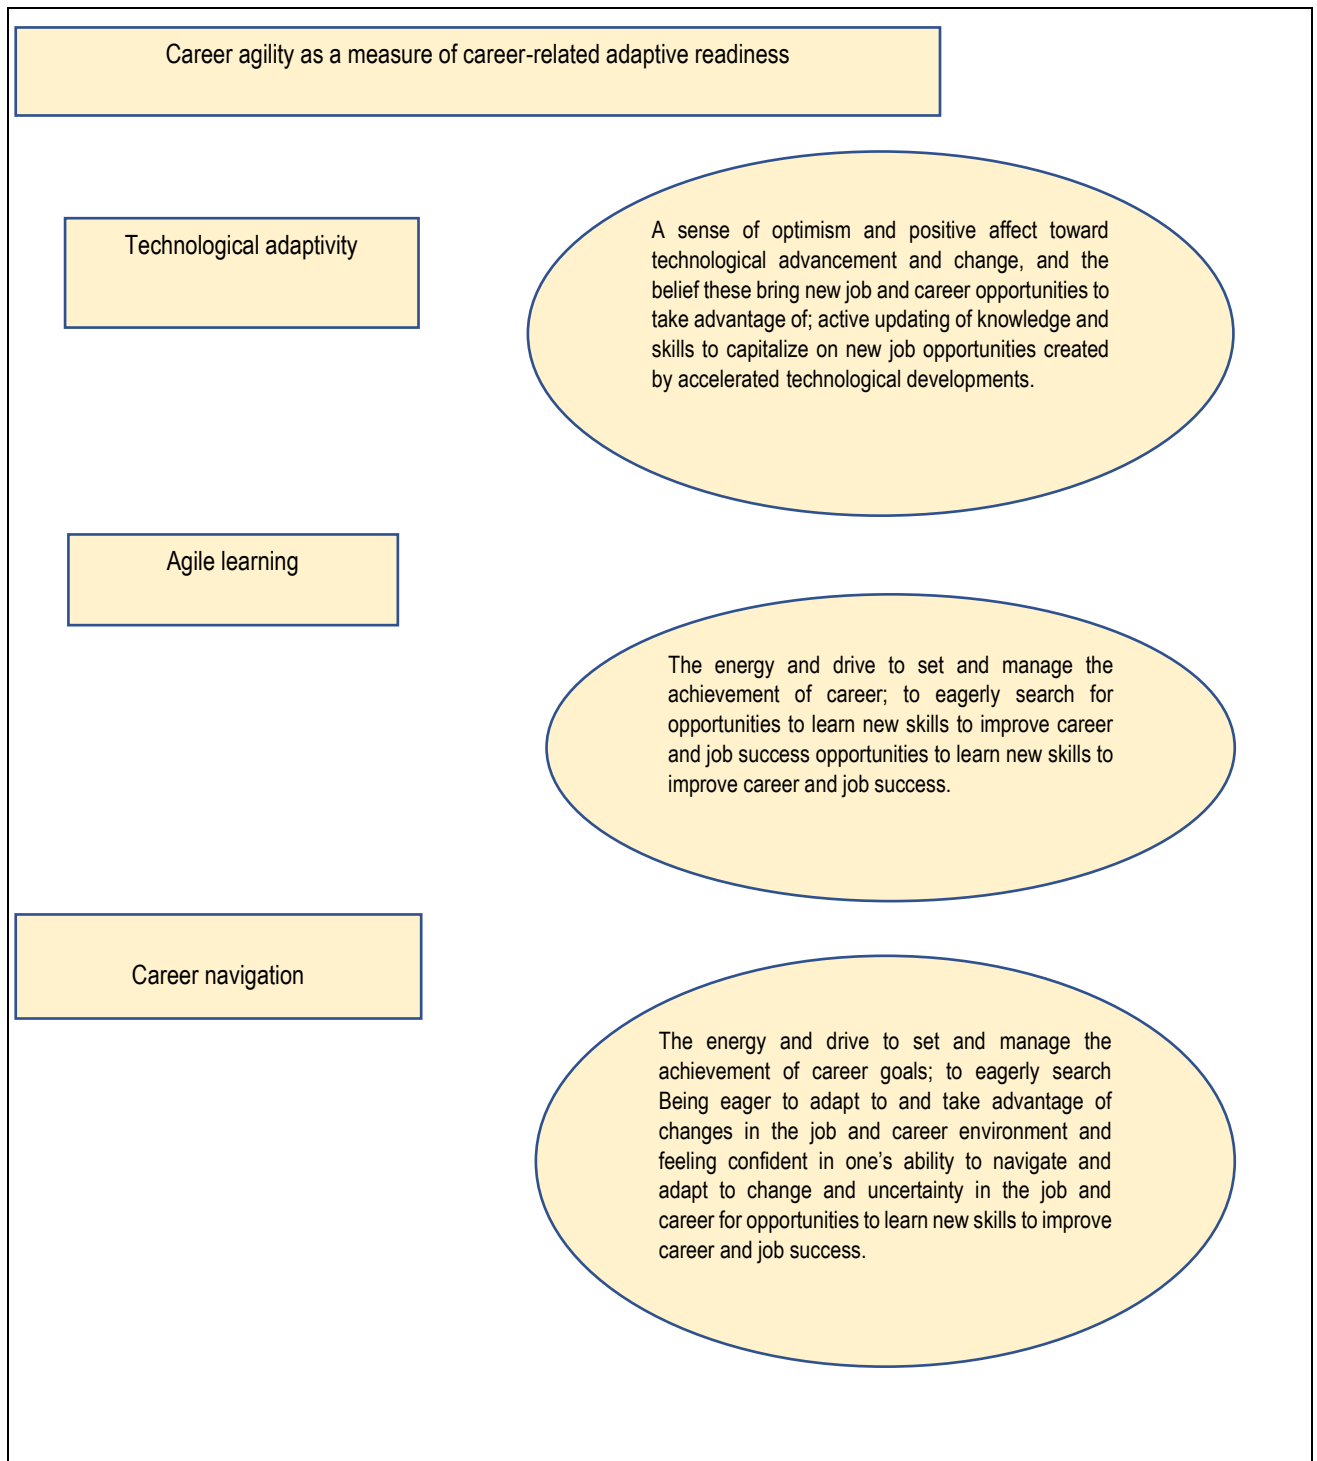 Career agility as a measure of career-related adaptive readiness
Technological adaptivity
A sense of optimism and positive affect toward
technological advancement and change, and the
belief these bring new job and career opportunities to
take advantage of; active updating of knowledge and
skills to capitalize on new job opportunities created
by accelerated technological developments.
Agile learning
The energy and drive to set and manage the
achievement of career; to eagerly search for
opportunities to learn new skills to improve career
and job success opportunities to learn new skills to
improve career and job success.
Career navigation
The energy and drive to set and manage the
achievement of career goals; to eagerly search
Being eager to adapt to and take advantage of
changes in the job and career environment and
feeling confident in one’s ability to navigate and
adapt to change and uncertainty in the job and
career for opportunities to learn new skills to improve
career and job success.